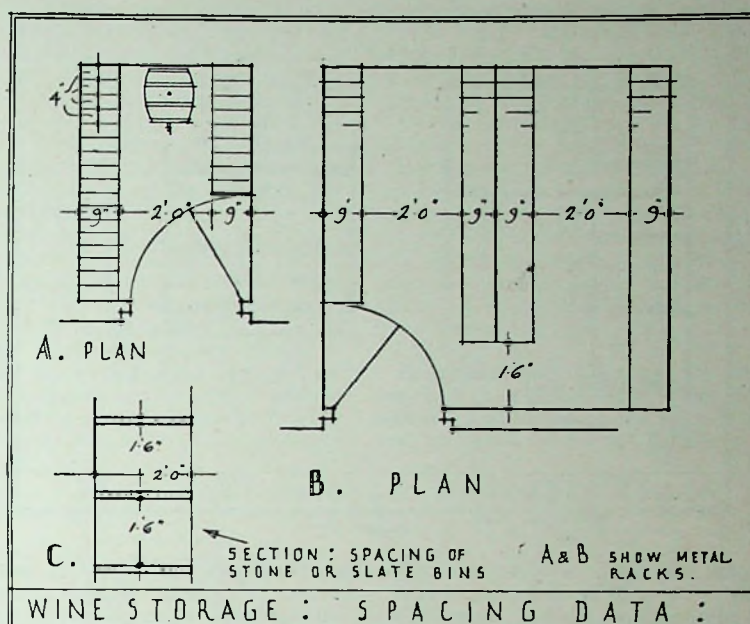 4"
9" 2'0" 9"
9' 2'0" 9" 9" 2'0" 9"
1'6"
A. PLAN
B. PLAN
1'6"
2'0"
1'6"
C.
SECTION: SPACING OF
STONE OR SLATE BINS
A & B SHOW METAL
RACKS.
WINE STORAGE: SPACING DATA: